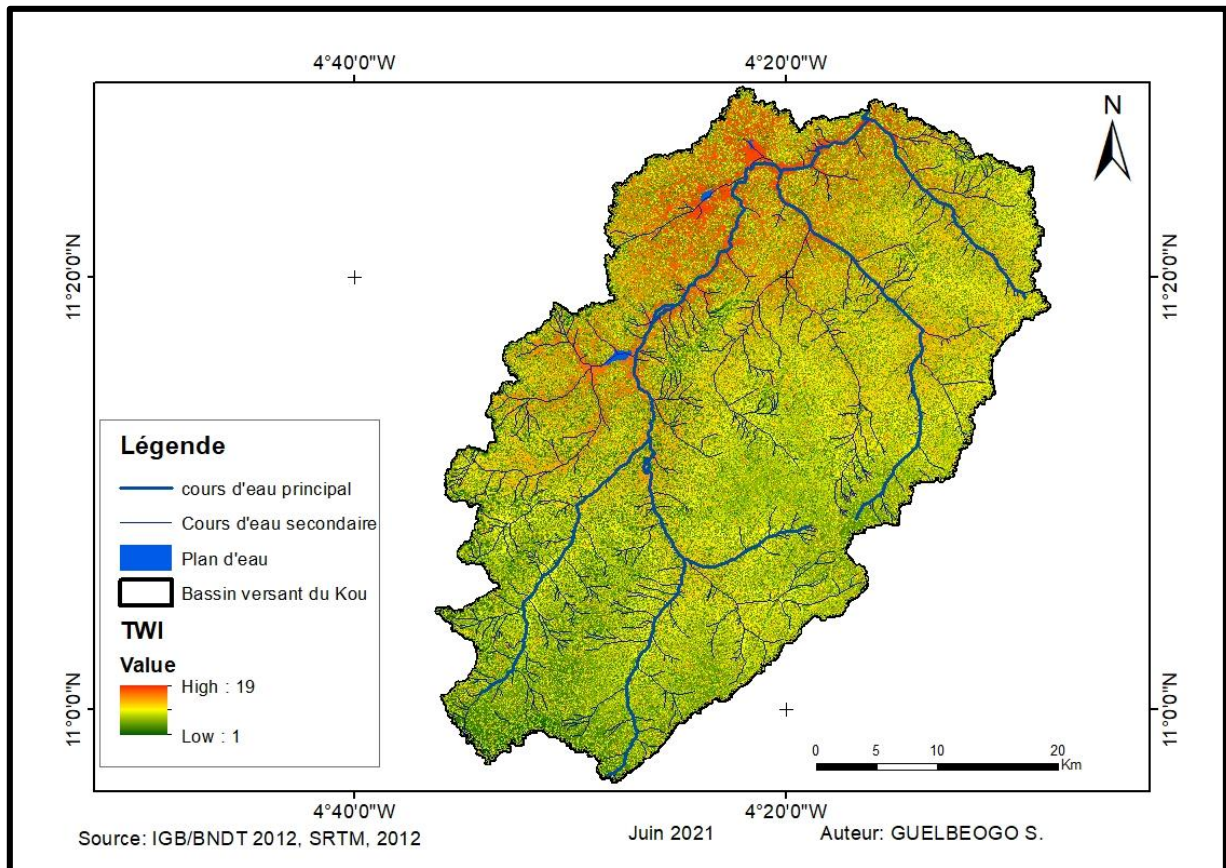 4°40'0"W
4°20'0"W
N
11°20'0"N
11°20'0"N
Légende
cours d'eau principal
Cours d'eau secondaire
Plan d'eau
Bassin versant du Kou
TWI
Value
High : 19
Low : 1
11°0'0"N
11°0'0"N
0 5 10 20
Km
4°40'0"W
4°20'0"W
Source: IGB/BNDT 2012, SRTM, 2012
Juin 2021
Auteur: GUELBEOGO S.